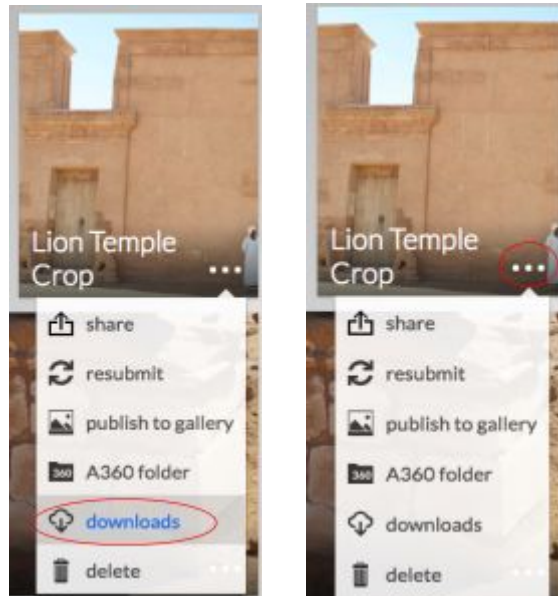 Lion Temple
Crop
share
resubmit
publish to gallery
360 A360 folder
downloads
delete
Lion Temple
Crop
share
resubmit
publish to gallery
360 A360 folder
downloads
delete